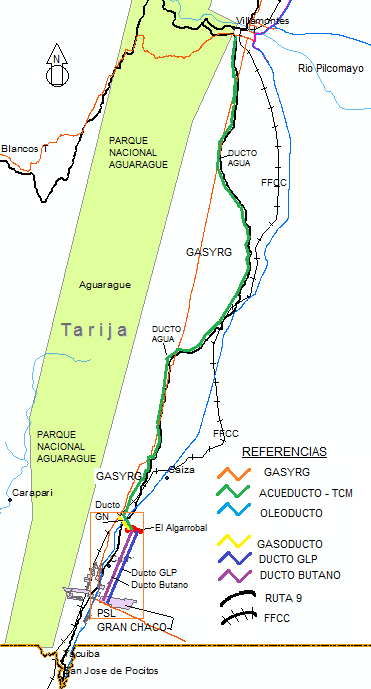 Villamontes
N
Rio Pilcomayo
Blancos T
PARQUE
NACIONAL
AGUARAGUE
DUCTO
AGUA
FFCC
GASYRG
Aguarague
Tarija
DUCTO
AGUA
PARQUE
NACIONAL
AGUARAGUE
FFCC
GASYRG
Caiza
Carapari
Ducto
GN
El Algarrobal
Ducto GLP
Ducto Butano
PSL
GRAN CHACO
Yacuiba
San Jose de Pocitos
REFERENCIAS
GASYRG
ACUEDUCTO - TCM
OLEODUCTO
GASODUCTO
DUCTO GLP
DUCTO BUTANO
RUTA 9
FFCC